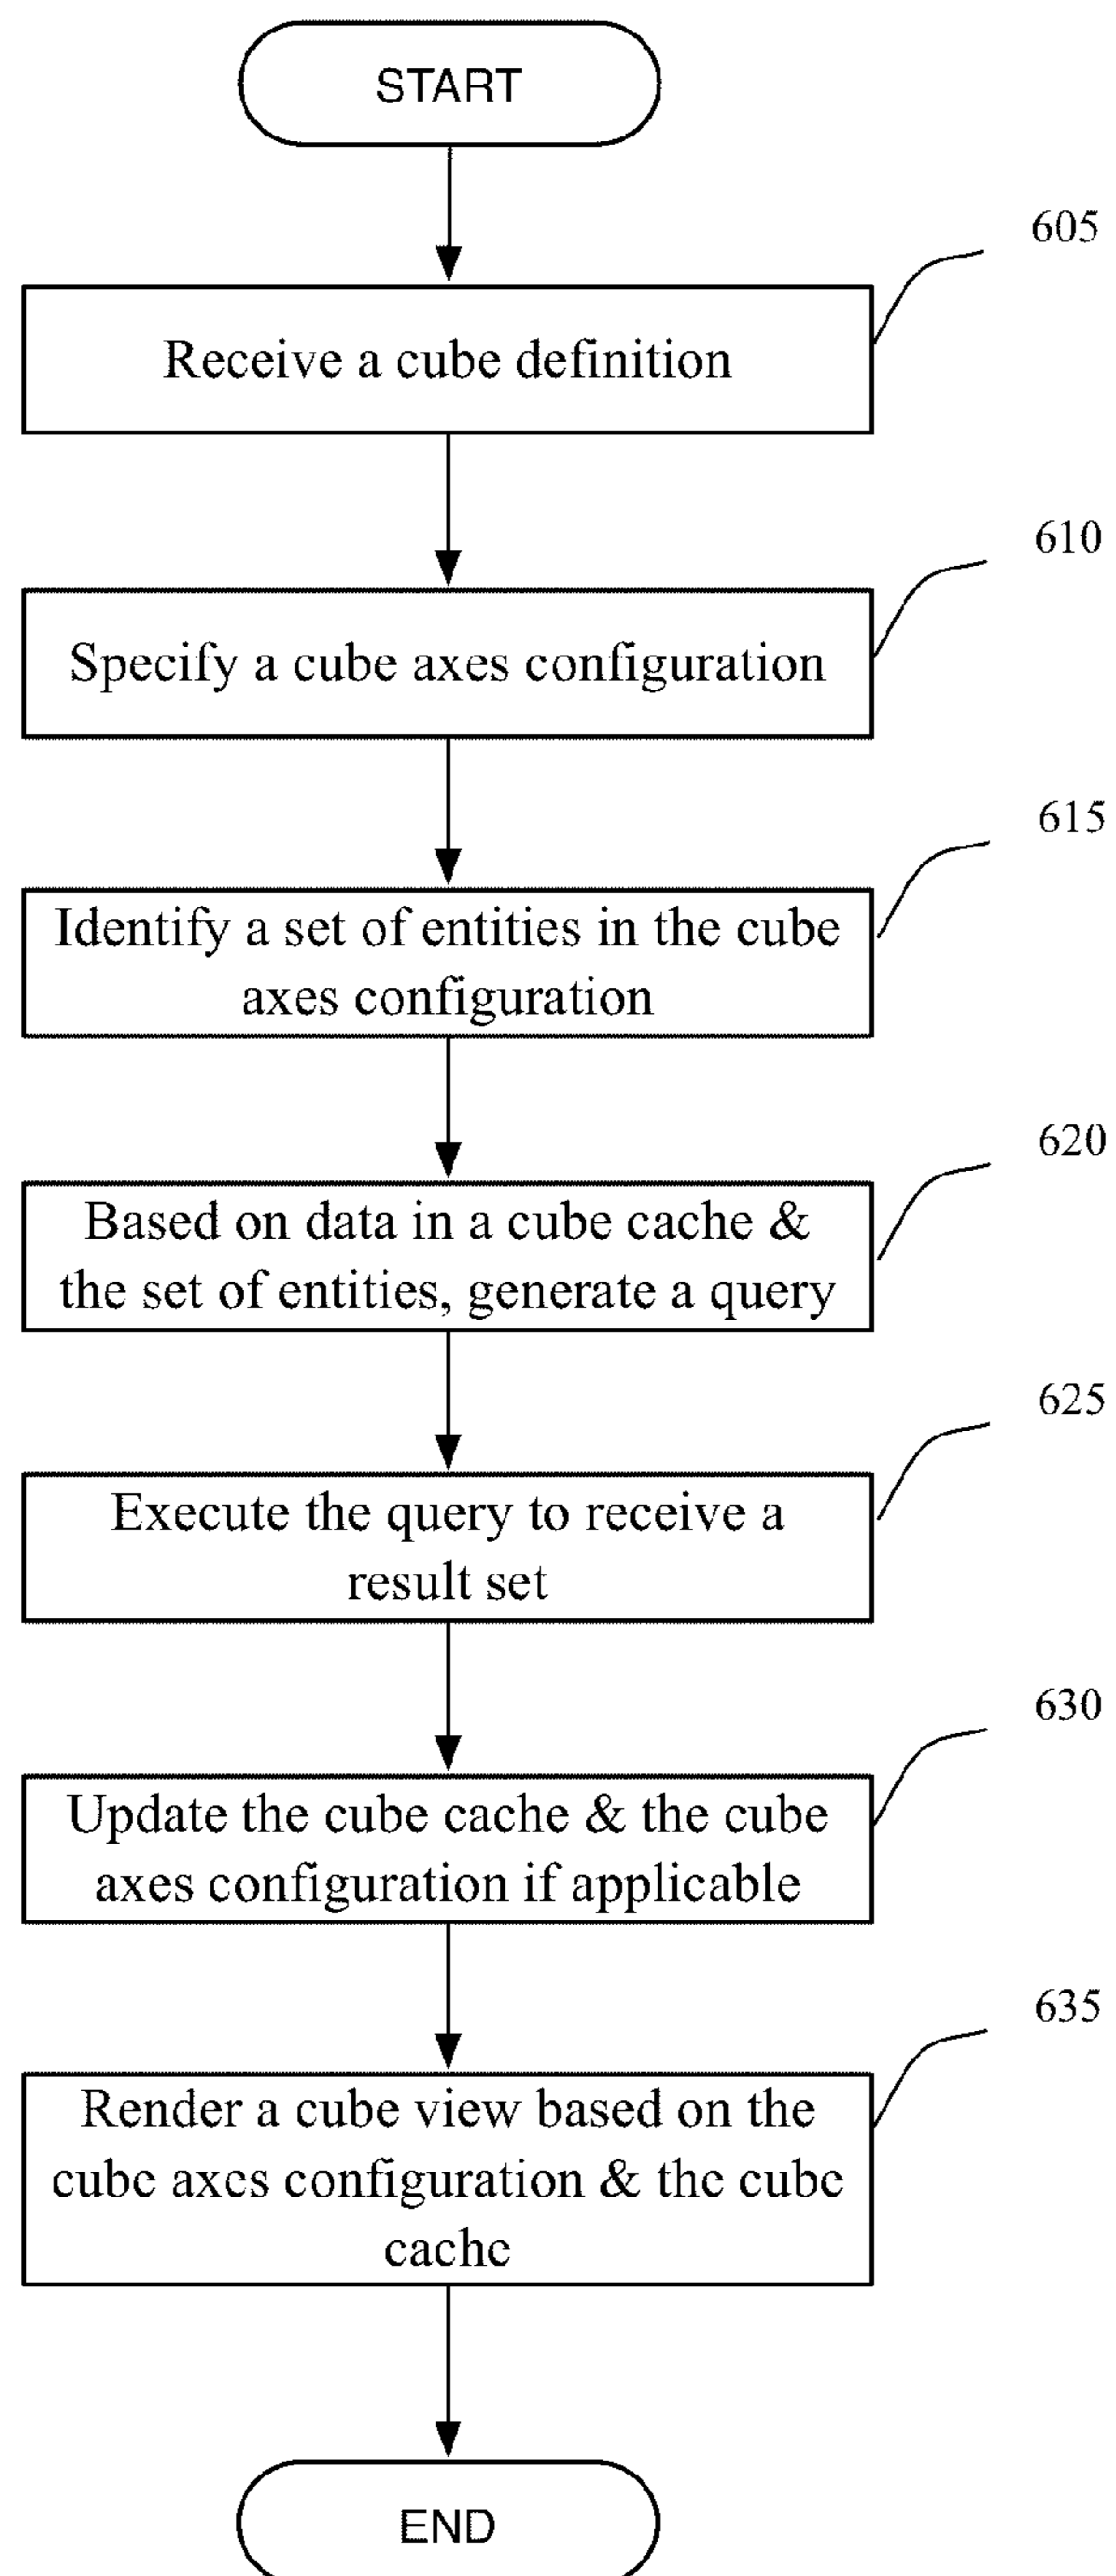 START
605
Receive a cube definition
610
Specify a cube axes configuration
615
Identify a set of entities in the cube
axes configuration
620
Based on data in a cube cache &
the set of entities, generate a query
625
Execute the query to receive a
result set
630
Update the cube cache & the cube
axes configuration if applicable
635
Render a cube view based on the
cube axes configuration & the cube
cache
END